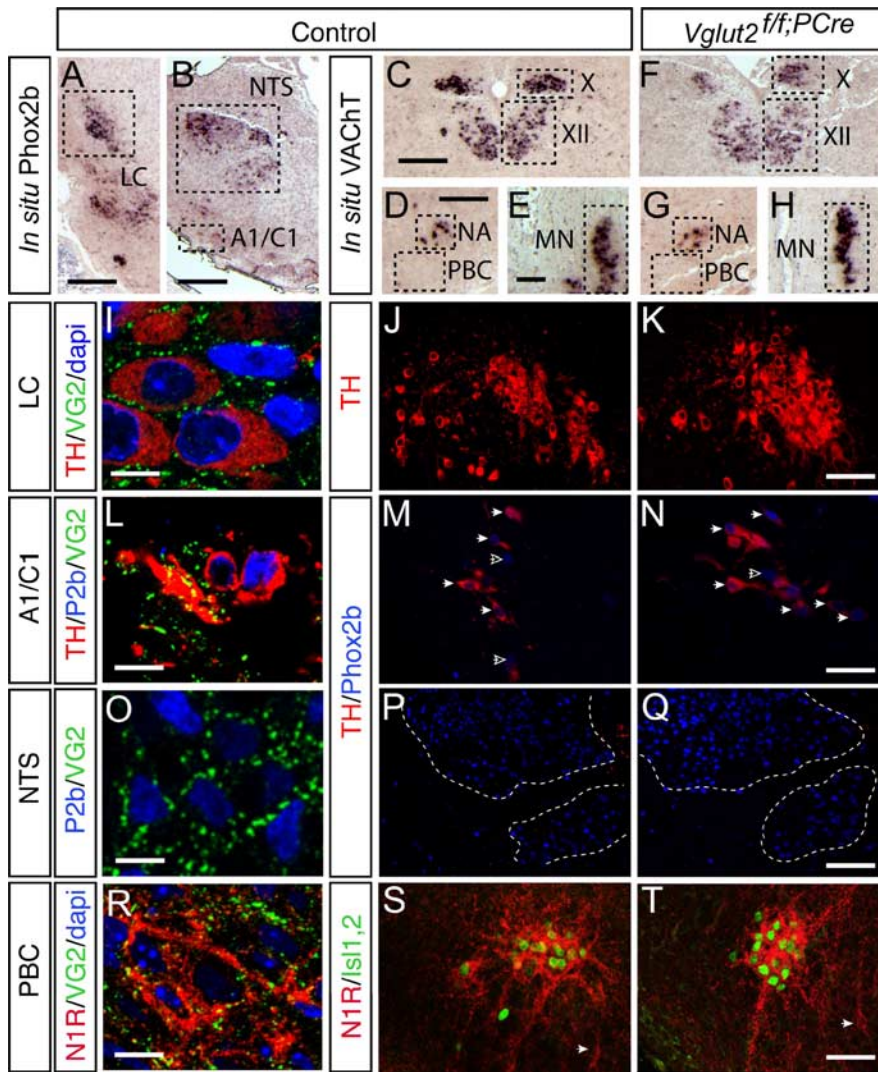 Control
Vglut2 f/f;PCre
In situ Phox2b
A
LC
B
NTS
A1/C1
In situ VAChT
C
X
XII
F
X
XII
D
NA
PBC
E
MN
G
NA
PBC
H
MN
LC
TH/VG2/dapi
I
TH
J
K
A1/C1
TH/P2b/VG2
L
TH/Phox2b
M
N
NTS
P2b/VG2
O
P
Q
PBC
N1R/VG2/dapi
R
N1R/Isl1,2
S
T